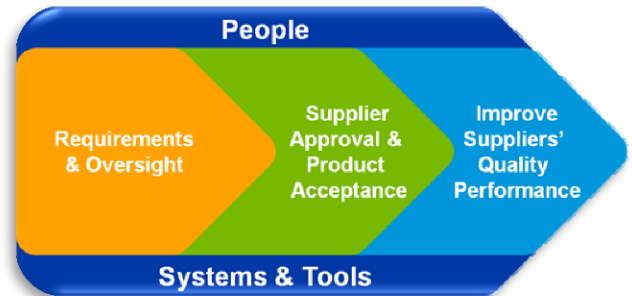 People
Requirements
& Oversight
Supplier
Approval &
Product
Acceptance
Improve
Suppliers'
Quality
Performance
Systems & Tools